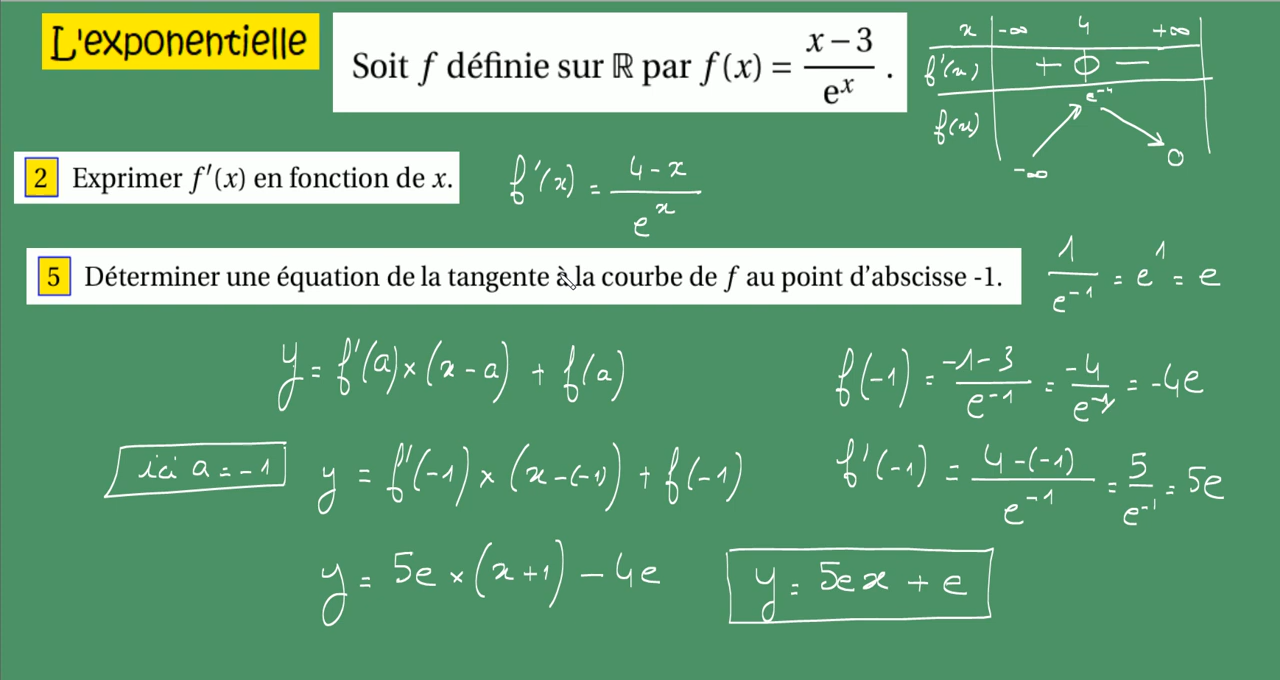 L'exponentielle
Soit f définie sur ℝ par f(x) = (x − 3)/eˣ .
x | -∞ 4 +∞
f'(x) + 0 −
f(x) -∞ e⁻⁴ 0
2 Exprimer f′(x) en fonction de x.
f'(x) = (4 - x)/eˣ
5 Déterminer une équation de la tangente à la courbe de f au point d'abscisse -1.
1/e⁻¹ = e¹ = e
y = f'(a) × (x - a) + f(a)
f(-1) = (-1-3)/e⁻¹ = -4/e⁻¹ = -4e
ici a = -1
y = f'(-1) × (x-(-1)) + f(-1)
f'(-1) = (4-(-1))/e⁻¹ = 5/e⁻¹ = 5e
y = 5e × (x+1) - 4e
y = 5ex + e